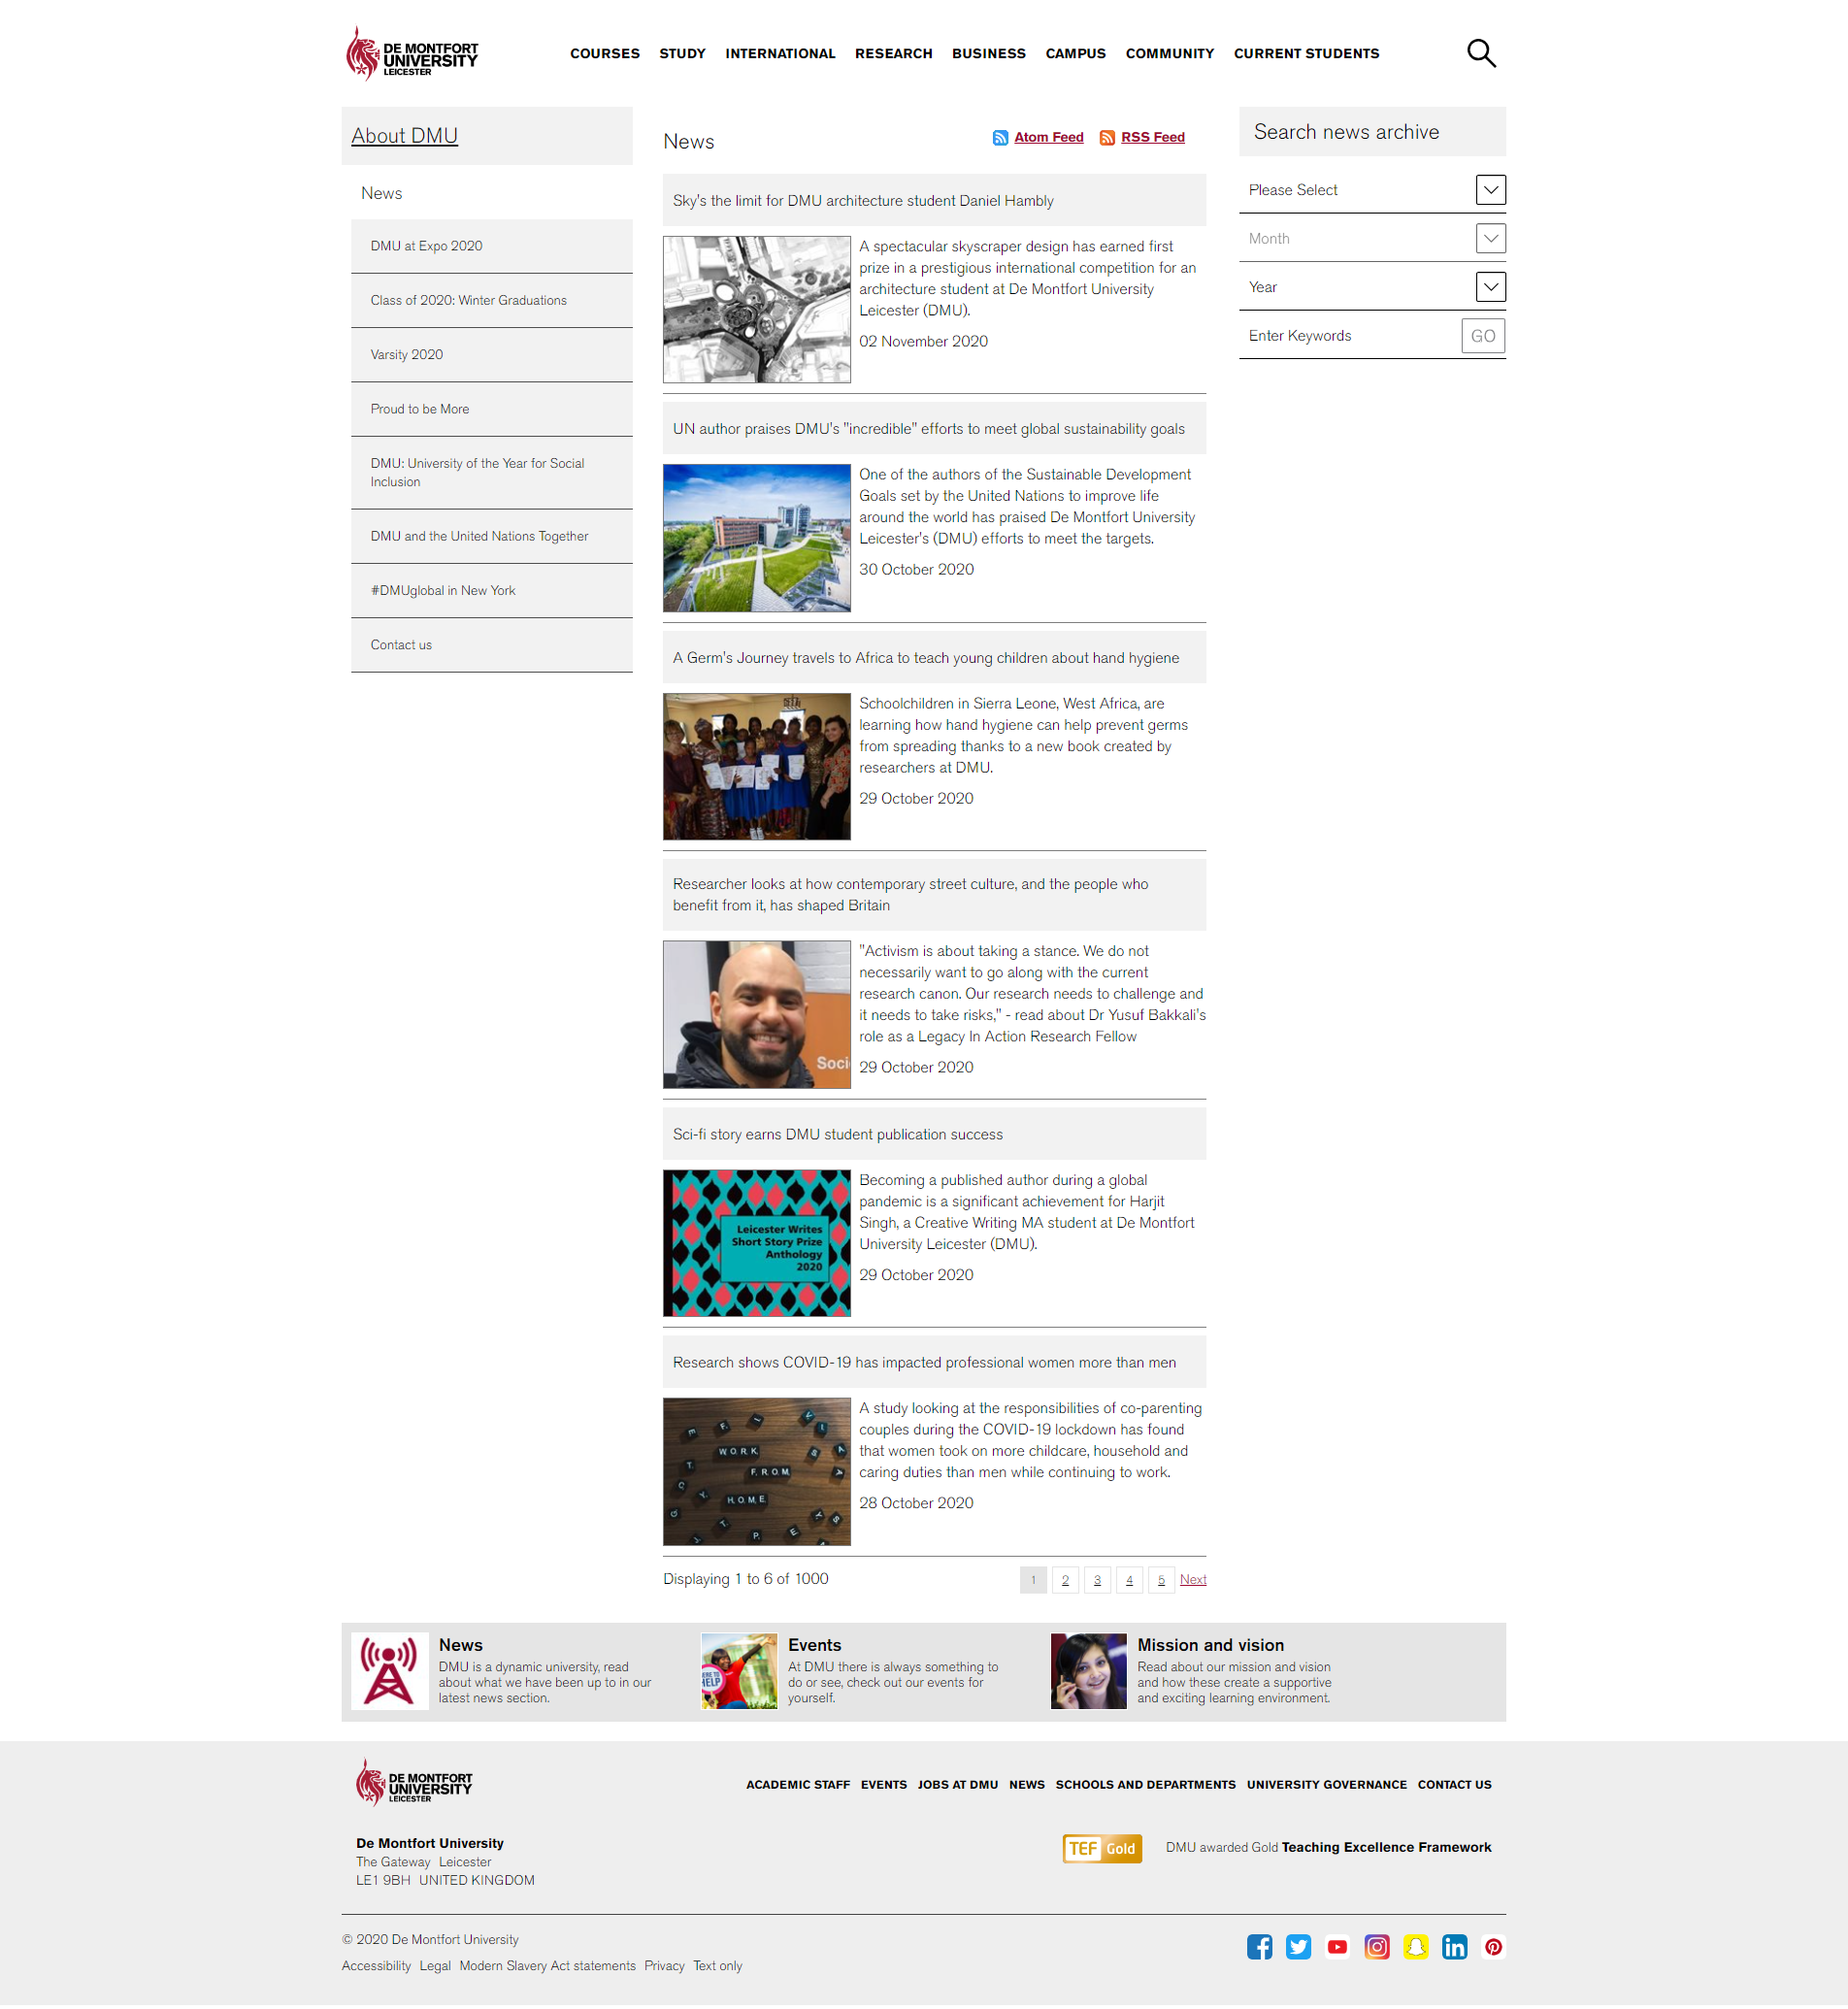 DE MONTFORT
UNIVERSITY
LEICESTER
COURSES STUDY INTERNATIONAL RESEARCH BUSINESS CAMPUS COMMUNITY CURRENT STUDENTS
About DMU
News
DMU at Expo 2020
Class of 2020: Winter Graduations
Varsity 2020
Proud to be More
DMU: University of the Year for Social
Inclusion
DMU and the United Nations Together
#DMUglobal in New York
Contact us
News
Atom Feed RSS Feed
Sky's the limit for DMU architecture student Daniel Hambly
A spectacular skyscraper design has earned first
prize in a prestigious international competition for an
architecture student at De Montfort University
Leicester (DMU).
02 November 2020
UN author praises DMU's "incredible" efforts to meet global sustainability goals
One of the authors of the Sustainable Development
Goals set by the United Nations to improve life
around the world has praised De Montfort University
Leicester's (DMU) efforts to meet the targets.
30 October 2020
A Germ's Journey travels to Africa to teach young children about hand hygiene
Schoolchildren in Sierra Leone, West Africa, are
learning how hand hygiene can help prevent germs
from spreading thanks to a new book created by
researchers at DMU.
29 October 2020
Researcher looks at how contemporary street culture, and the people who
benefit from it, has shaped Britain
Soci
"Activism is about taking a stance. We do not
necessarily want to go along with the current
research canon. Our research needs to challenge and
it needs to take risks," - read about Dr Yusuf Bakkali's
role as a Legacy In Action Research Fellow
29 October 2020
Sci-fi story earns DMU student publication success
Leicester Writes
Short Story Prize
Anthology
2020
Becoming a published author during a global
pandemic is a significant achievement for Harjit
Singh, a Creative Writing MA student at De Montfort
University Leicester (DMU).
29 October 2020
Research shows COVID-19 has impacted professional women more than men
WORK
FROM
HOME
A study looking at the responsibilities of co-parenting
couples during the COVID-19 lockdown has found
that women took on more childcare, household and
caring duties than men while continuing to work.
28 October 2020
Displaying 1 to 6 of 1000
1 2 3 4 5 Next
Search news archive
Please Select
Month
Year
Enter Keywords GO
News
DMU is a dynamic university, read
about what we have been up to in our
latest news section.
HERE TO
HELP
Events
At DMU there is always something to
do or see, check out our events for
yourself.
Mission and vision
Read about our mission and vision
and how these create a supportive
and exciting learning environment.
DE MONTFORT
UNIVERSITY
LEICESTER
ACADEMIC STAFF EVENTS JOBS AT DMU NEWS SCHOOLS AND DEPARTMENTS UNIVERSITY GOVERNANCE CONTACT US
De Montfort University
The Gateway Leicester
LE1 9BH UNITED KINGDOM
TEF Gold
DMU awarded Gold Teaching Excellence Framework
© 2020 De Montfort University
Accessibility Legal Modern Slavery Act statements Privacy Text only